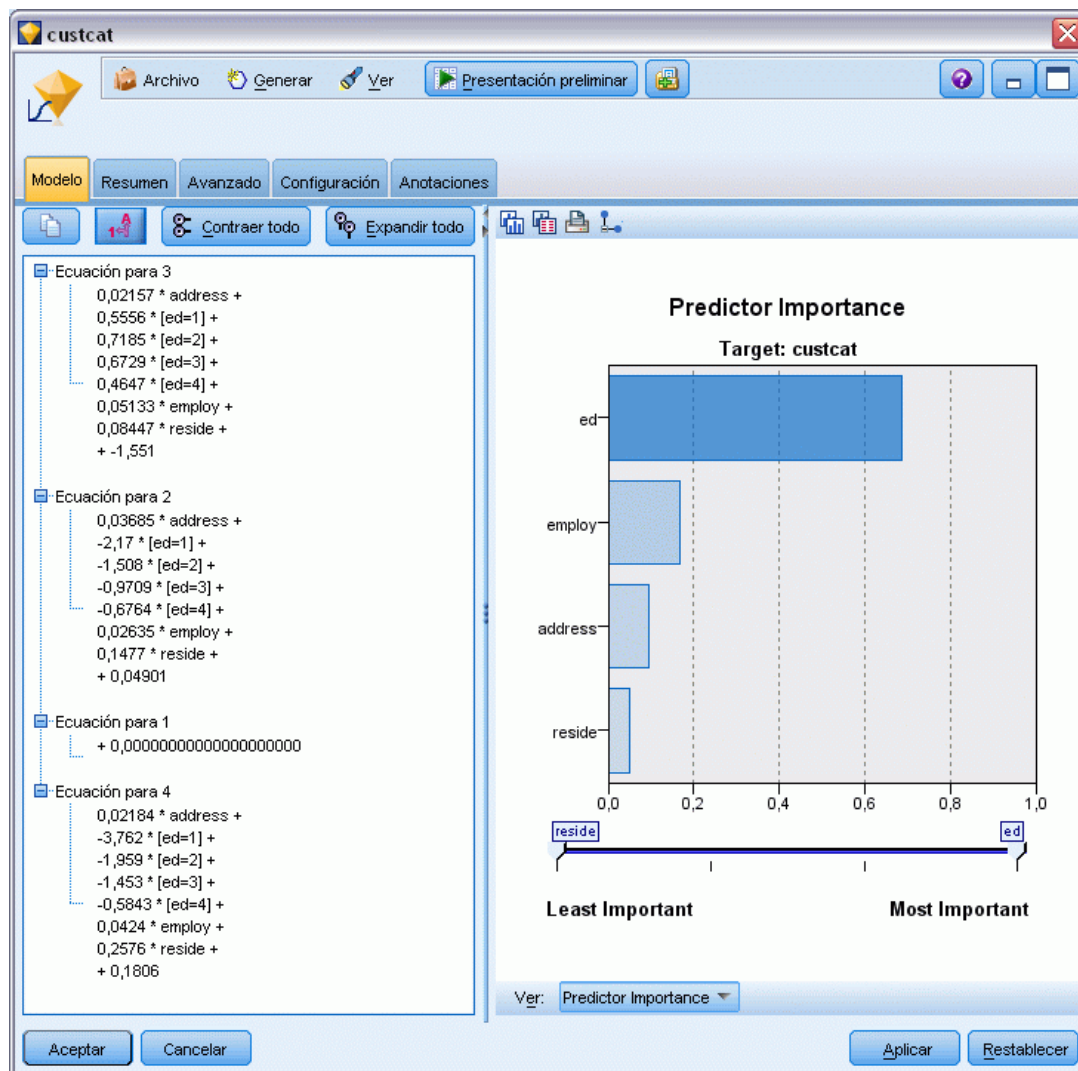 custcat
Archivo Generar Ver Presentación preliminar
Modelo Resumen Avanzado Configuración Anotaciones
Contraer todo Expandir todo
Ecuación para 3
0,02157 * address +
0,5556 * [ed=1] +
0,7185 * [ed=2] +
0,6729 * [ed=3] +
0,4647 * [ed=4] +
0,05133 * employ +
0,08447 * reside +
+ -1,551
Ecuación para 2
0,03685 * address +
-2,17 * [ed=1] +
-1,508 * [ed=2] +
-0,9709 * [ed=3] +
-0,6764 * [ed=4] +
0,02635 * employ +
0,1477 * reside +
+ 0,04901
Ecuación para 1
+ 0,00000000000000000000
Ecuación para 4
0,02184 * address +
-3,762 * [ed=1] +
-1,959 * [ed=2] +
-1,453 * [ed=3] +
-0,5843 * [ed=4] +
0,0424 * employ +
0,2576 * reside +
+ 0,1806
Predictor Importance
Target: custcat
ed
employ
address
reside
0,0 0,2 0,4 0,6 0,8 1,0
reside ed
Least Important Most Important
Ver: Predictor Importance
Aceptar Cancelar Aplicar Restablecer